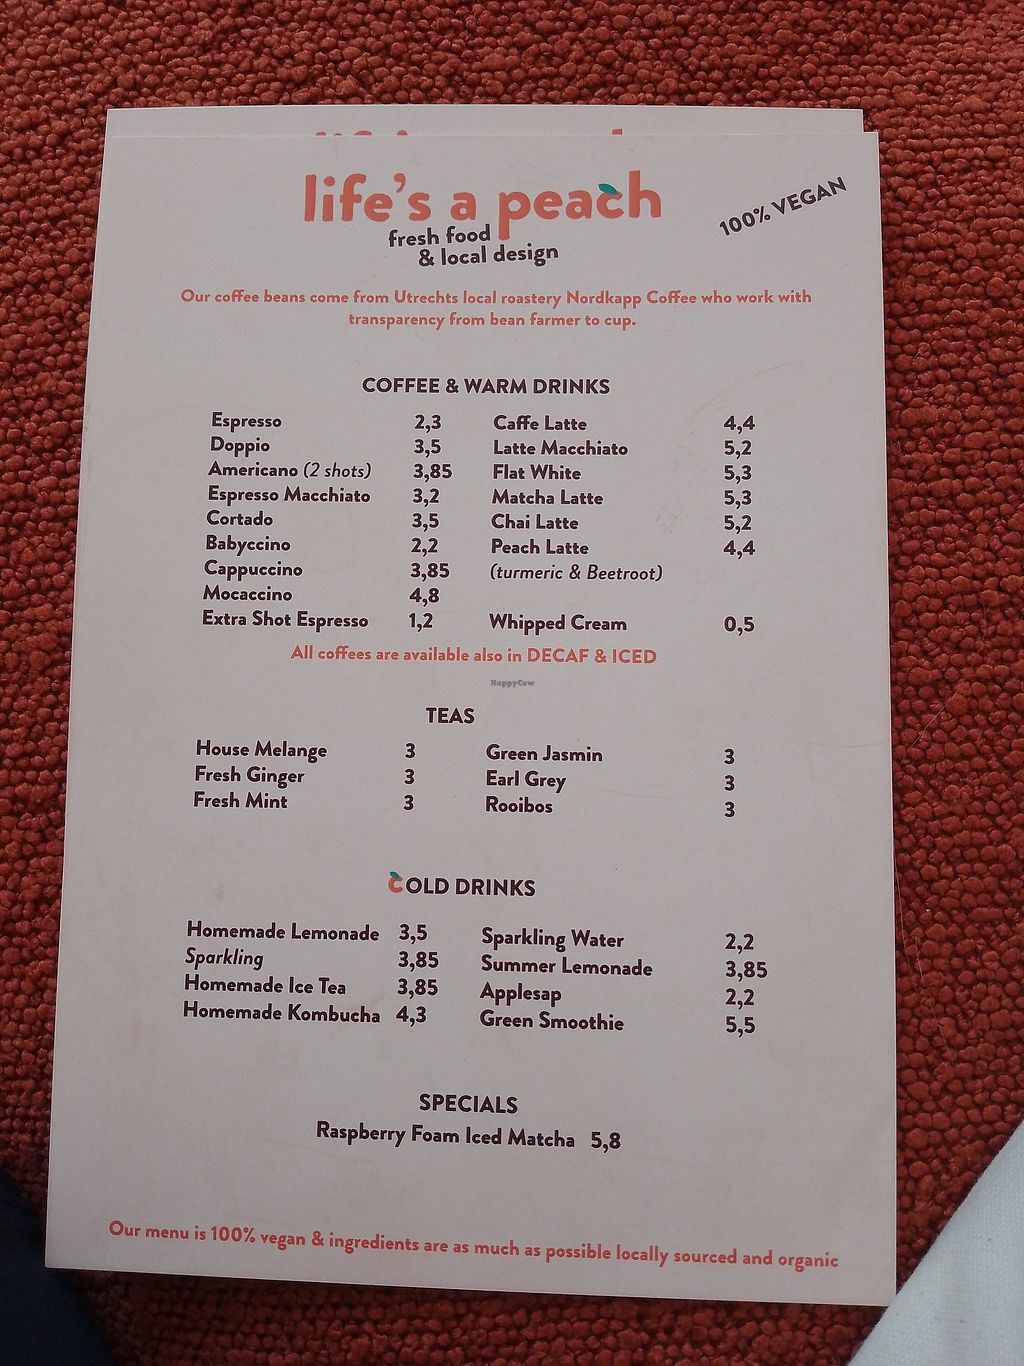 life's a peach
fresh food
& local design
100% VEGAN
Our coffee beans come from Utrechts local roastery Nordkapp Coffee who work with
transparency from bean farmer to cup.
COFFEE & WARM DRINKS
Espresso 2,3 Caffe Latte 4,4
Doppio 3,5 Latte Macchiato 5,2
Americano (2 shots) 3,85 Flat White 5,3
Espresso Macchiato 3,2 Matcha Latte 5,3
Cortado 3,5 Chai Latte 5,2
Babyccino 2,2 Peach Latte 4,4
Cappuccino 3,85 (turmeric & Beetroot)
Mocaccino 4,8
Extra Shot Espresso 1,2 Whipped Cream 0,5
All coffees are available also in DECAF & ICED
HappyCow
TEAS
House Melange 3 Green Jasmin 3
Fresh Ginger 3 Earl Grey 3
Fresh Mint 3 Rooibos 3
COLD DRINKS
Homemade Lemonade 3,5 Sparkling Water 2,2
Sparkling 3,85 Summer Lemonade 3,85
Homemade Ice Tea 3,85 Applesap 2,2
Homemade Kombucha 4,3 Green Smoothie 5,5
SPECIALS
Raspberry Foam Iced Matcha 5,8
Our menu is 100% vegan & ingredients are as much as possible locally sourced and organic